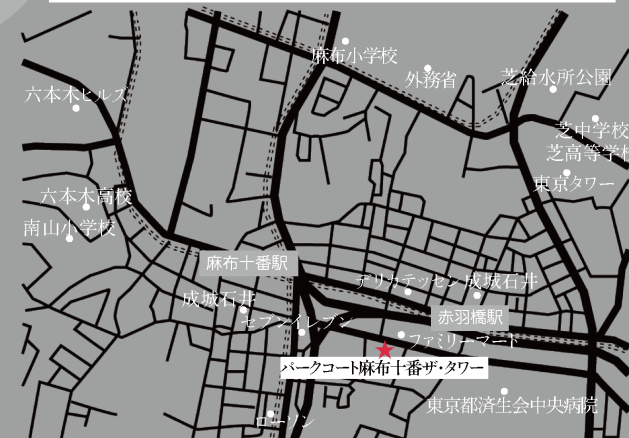 麻布小学校
外務省
芝給水所公園
六本木ヒルズ
芝中学校
芝高等学校
東京タワー
六本木高校
南山小学校
麻布十番駅
デリカテッセン
成城石井
成城石井
セブンイレブン
赤羽橋駅
ファミリーマート
パークコート麻布十番ザ・タワー
東京都済生会中央病院
ローソン